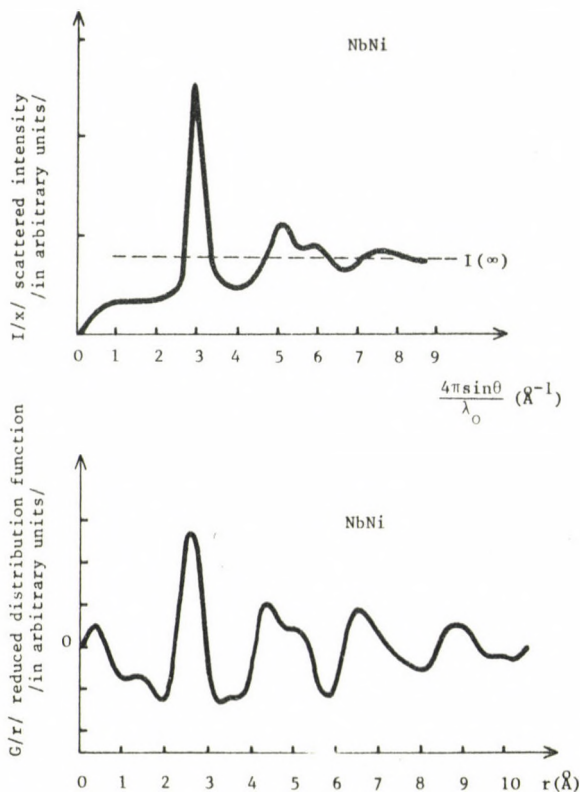 NbNi
I/x/ scattered intensity
/in arbitrary units/
I(∞)
0 1 2 3 4 5 6 7 8 9
4πsinθ
λo
(Å-1)
G/r/ reduced distribution function
/in arbitrary units/
NbNi
0
0 1 2 3 4 5 6 7 8 9 10 r(Å)